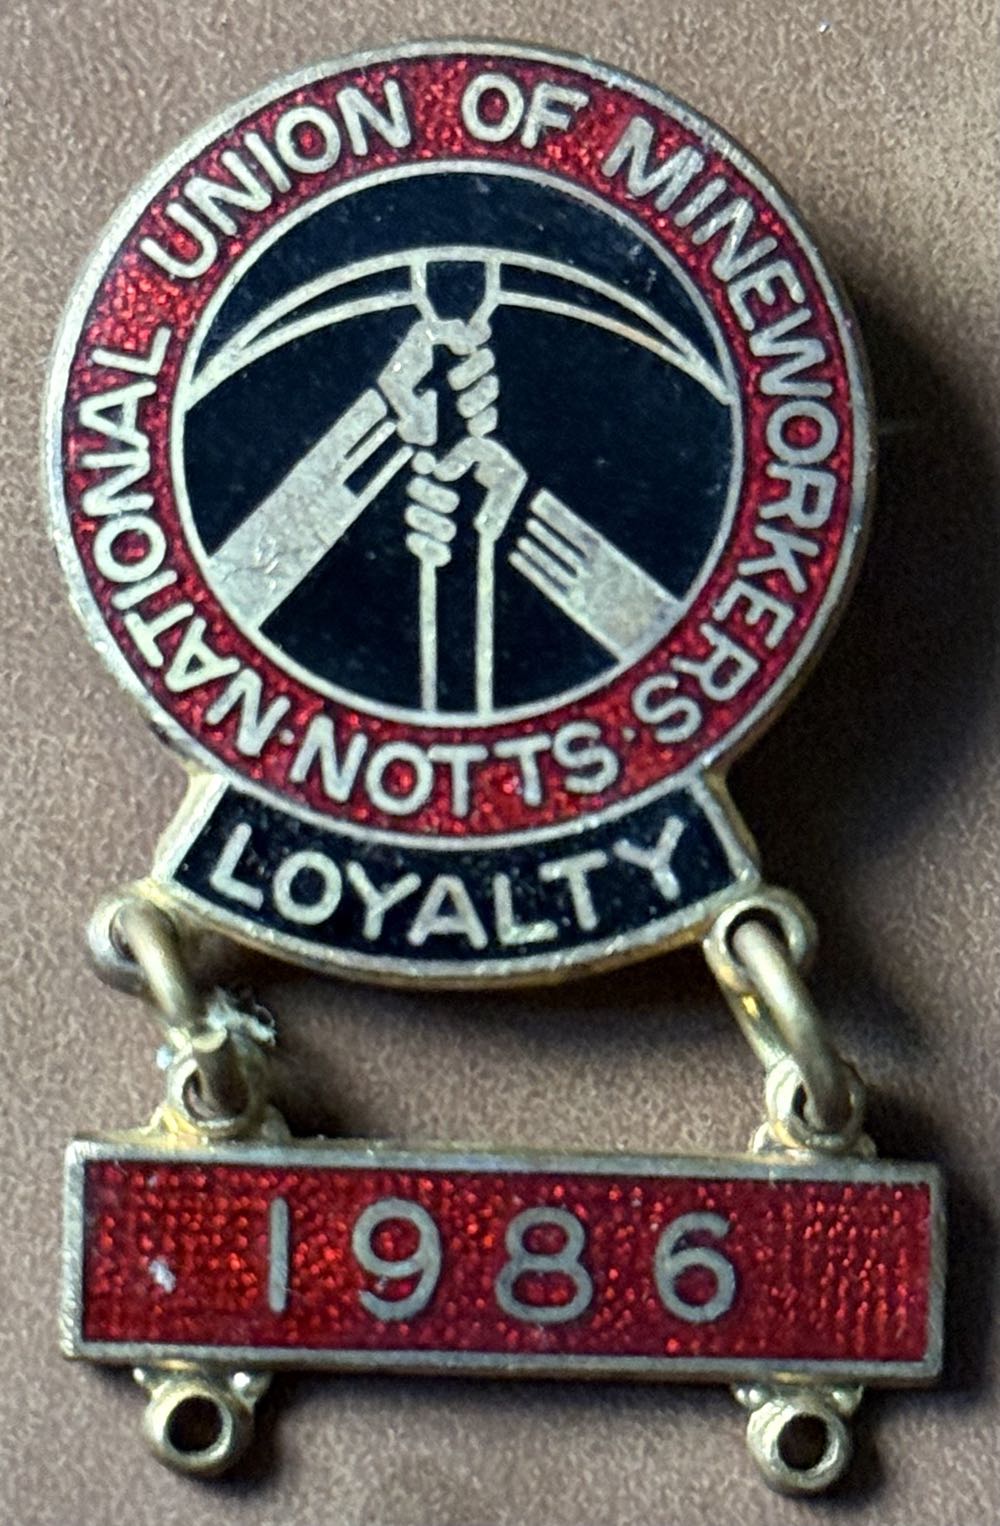 NATIONAL UNION OF MINEWORKERS
· NOTTS ·
LOYALTY
1986